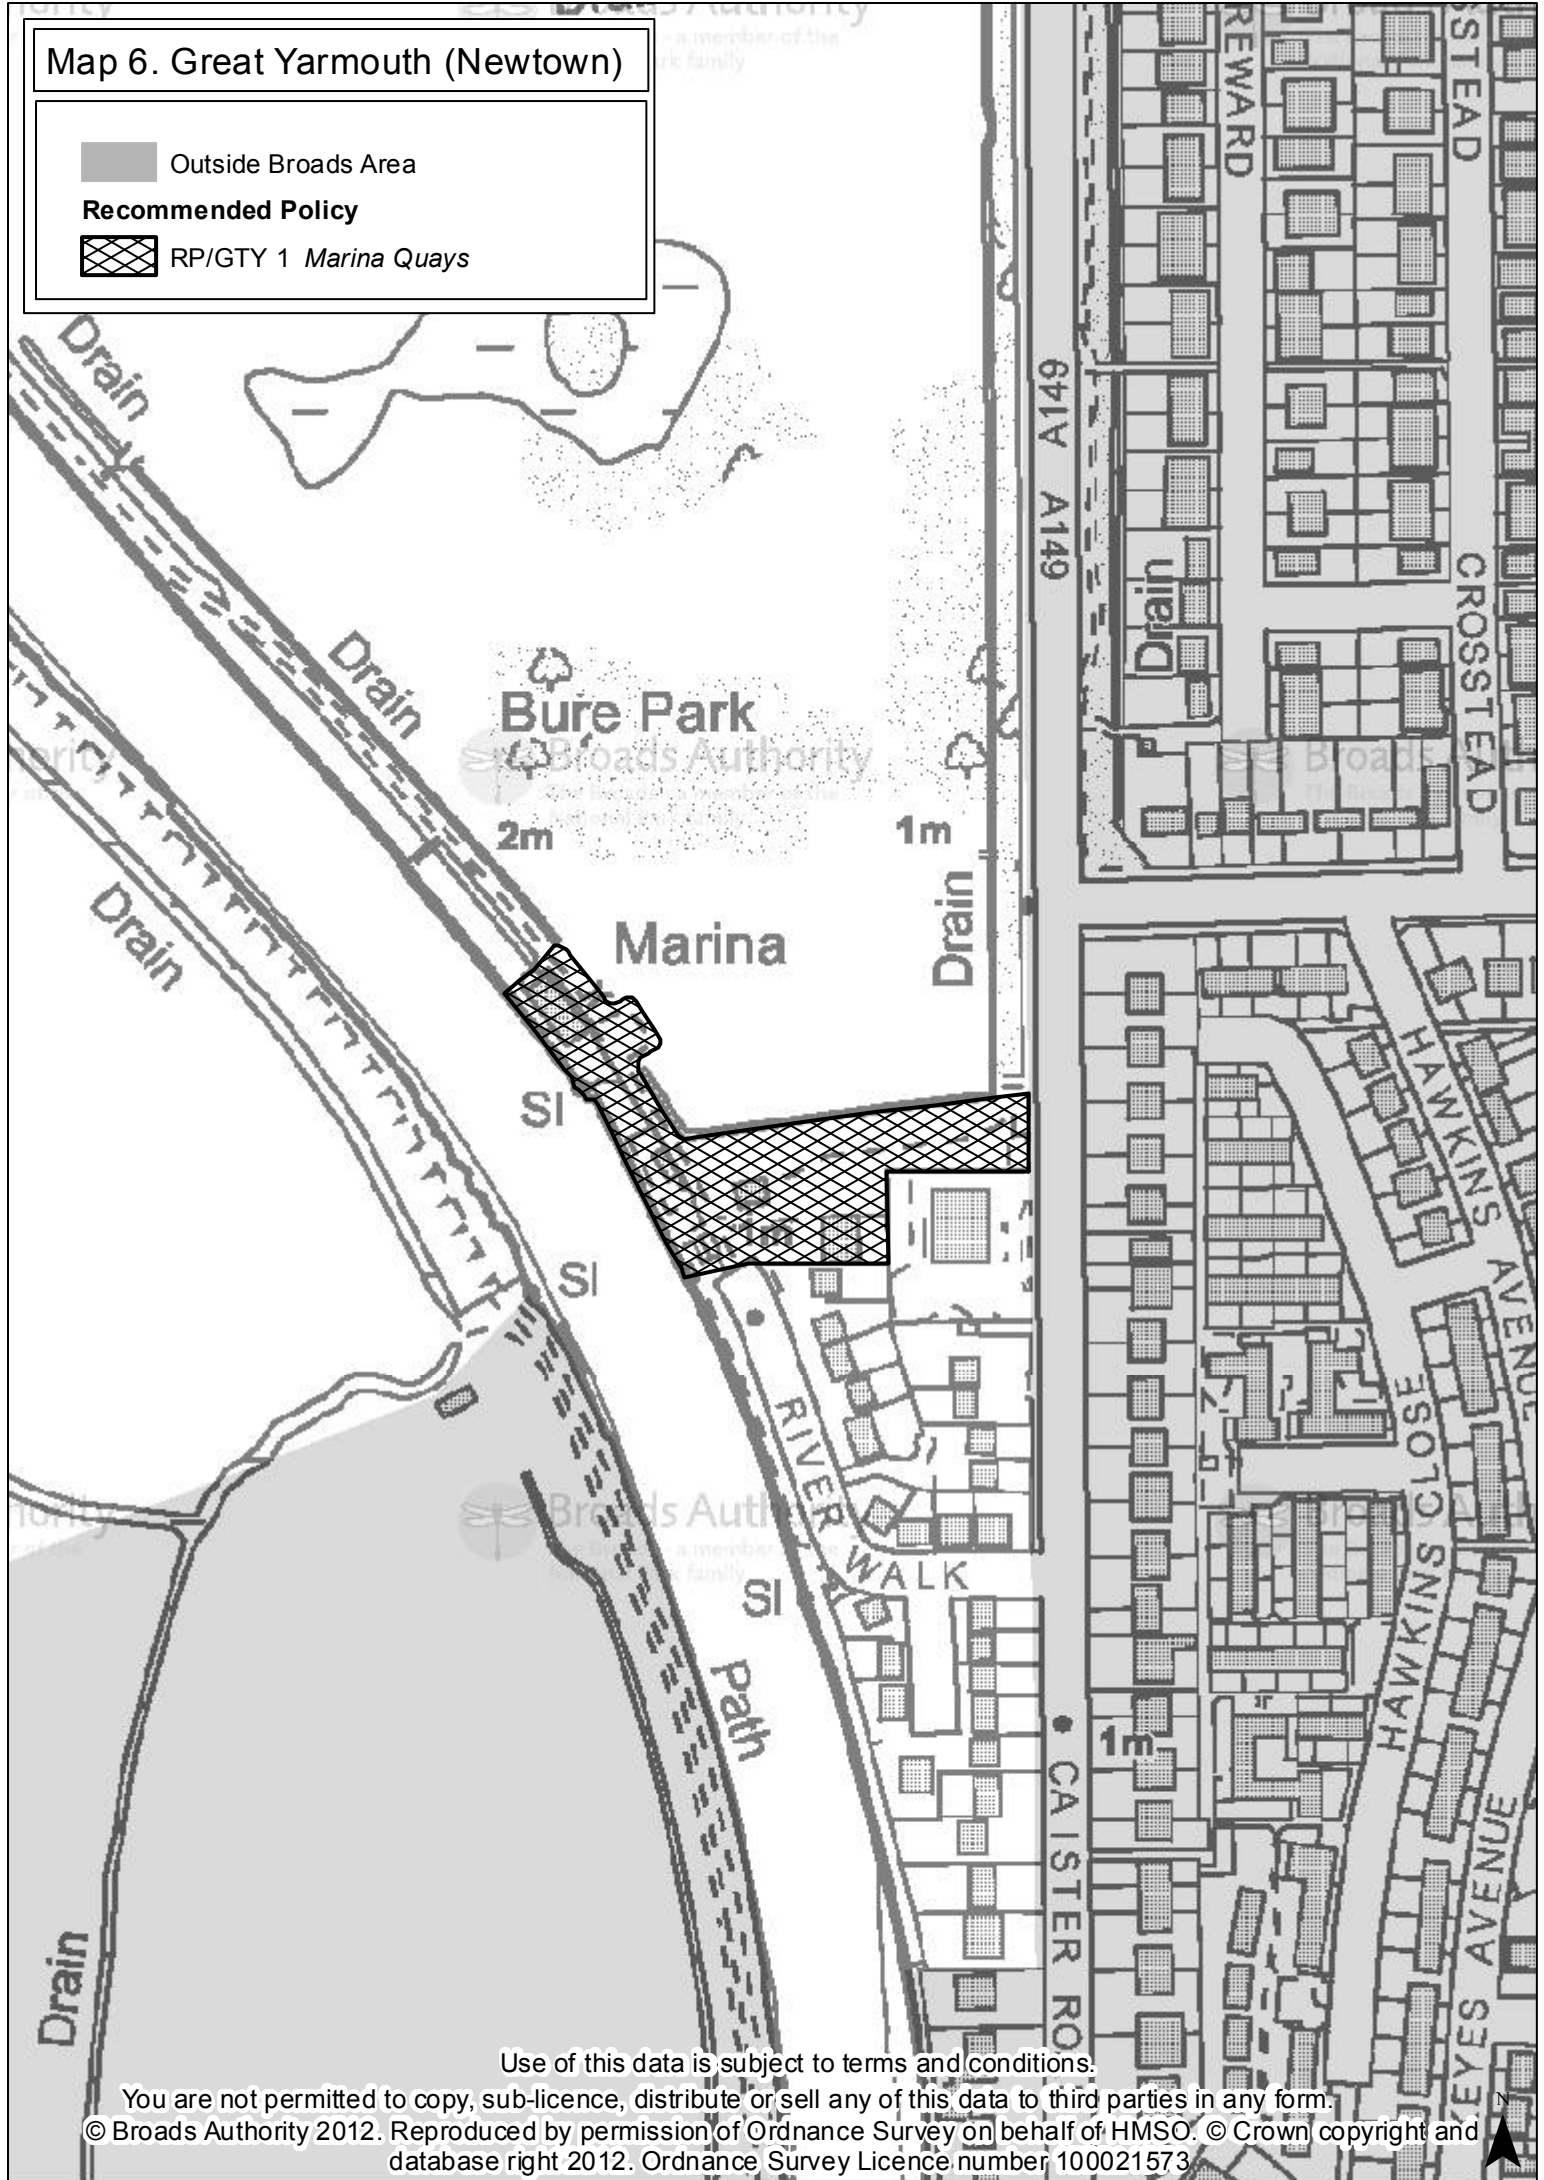 Map 6. Great Yarmouth (Newtown)
Outside Broads Area
Recommended Policy
RP/GTY 1 Marina Quays
REWARD
STEAD
Drain
A149
A149
Drain
CROSSTEAD
Drain
Bure Park
Broads Authority
Broads
2m
1m
Drain
Drain
Marina
HAWKINS AVENUE
SI
1m
SI
RIVER WALK
HAWKINS CLOSE
Broads Authority
SI
Path
1m
CAISTER RO
EYES AVENUE
Drain
Use of this data is subject to terms and conditions.
You are not permitted to copy, sub-licence, distribute or sell any of this data to third parties in any form.
N
© Broads Authority 2012. Reproduced by permission of Ordnance Survey on behalf of HMSO. © Crown copyright and
database right 2012. Ordnance Survey Licence number 100021573